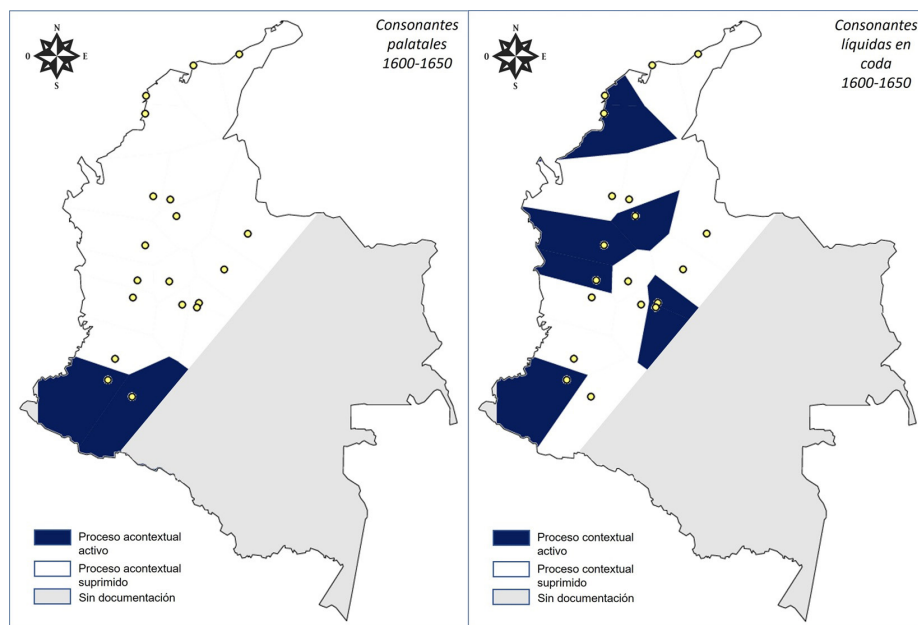 Consonantes
palatales
1600-1650
N
O
E
S
Proceso acontextual
activo
Proceso acontextual
suprimido
Sin documentación
Consonantes
líquidas en
coda
1600-1650
N
O
E
S
Proceso contextual
activo
Proceso contextual
suprimido
Sin documentación